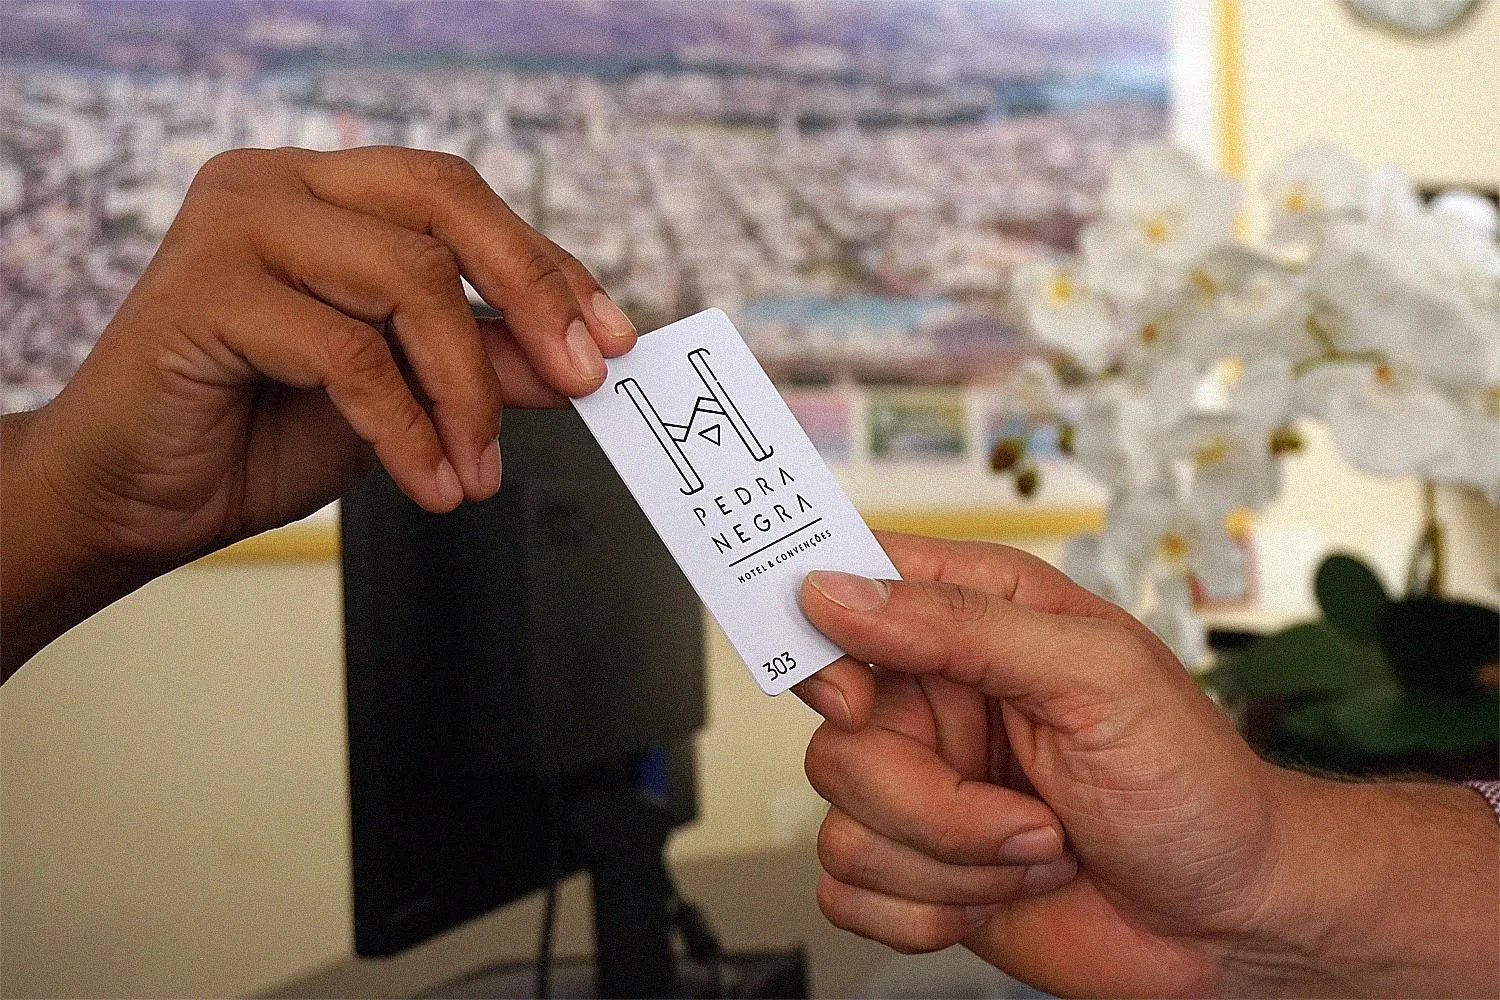 PEDRA
NEGRA
HOTEL & CONVENÇÕES
303